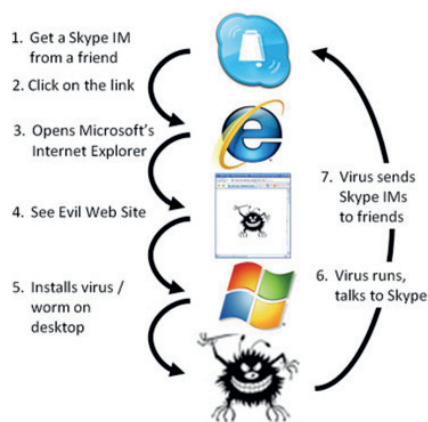 1. Get a Skype IM
from a friend
2. Click on the link
3. Opens Microsoft's
Internet Explorer
4. See Evil Web Site
5. Installs virus /
worm on
desktop
6. Virus runs,
talks to Skype
7. Virus sends
Skype IMs
to friends